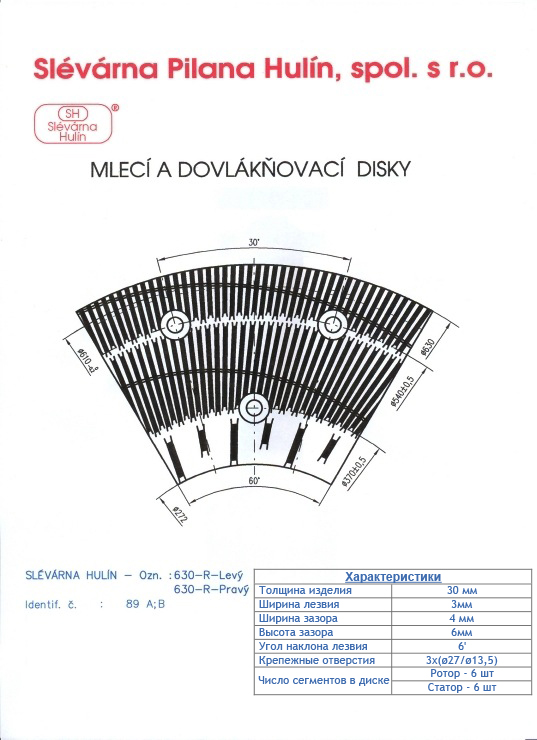 Slévárna Pilana Hulín, spol. s r.o.
SH
®
Slévárna
Hulín
MLECÍ A DOVLÁKŇOVACÍ DISKY
30°
ø610
ø630
ø540±0,5
ø370±0,5
60°
ø272
SLÉVÁRNA HULÍN – Ozn. :630–R–Levý
630–R–Pravý
Identif. č. : 89 A;B
Характеристики
Толщина изделия 30 мм
Ширина лезвия 3мм
Ширина зазора 4 мм
Высота зазора 6мм
Угол наклона лезвия 6'
Крепежные отверстия 3x(ø27/ø13,5)
Число сегментов в диске Ротор - 6 шт
Статор - 6 шт